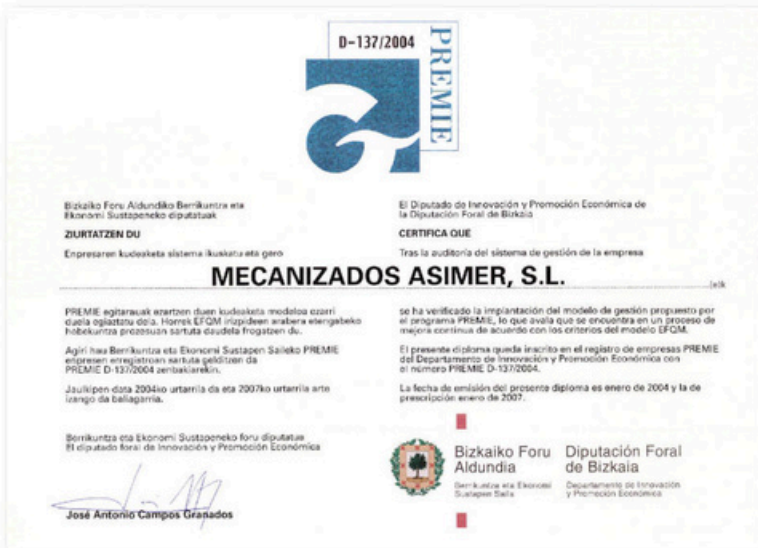 D-137/2004
PREMIE
Bizkaiko Foru Aldundiko Berrikuntza eta
Ekonomi Sustapeneko diputatuak
ZIURTATZEN DU
Enpresaren kudeaketa sistema ikuskatu eta gero
El Diputado de Innovación y Promoción Económica de
la Diputación Foral de Bizkaia
CERTIFICA QUE
Tras la auditoría del sistema de gestión de la empresa
MECANIZADOS ASIMER, S.L.
PREMIE egitarauak ezartzen duen kudeaketa modeloa ezarri
duela egiaztatu dela. Horrek EFQM irizpideen arabera etengabeko
hobekuntza prozesuan sartuta daudela frogatzen du.
Agiri hau Berrikuntza eta Ekonomi Sustapen Saileko PREMIE
enpresen erregistroan sartuta gelditzen da
PREMIE D-137/2004 zenbakiarekin.
Jaulkipen data 2004ko urtarrila da eta 2007ko urtarrila arte
izango da baliagarria.
se ha verificado la implantación del modelo de gestión propuesto por
el programa PREMIE, lo que avala que se encuentra en un proceso de
mejora continua de acuerdo con los criterios del modelo EFQM.
El presente diploma queda inscrito en el registro de empresas PREMIE
del Departamento de Innovación y Promoción Económica con
el número PREMIE D-137/2004.
La fecha de emisión del presente diploma es enero de 2004 y la de
prescripción enero de 2007.
Berrikuntza eta Ekonomi Sustapeneko foru diputatua
El diputado foral de Innovación y Promoción Económica
José Antonio Campos Granados
Bizkaiko Foru
Aldundia
Berrikuntza eta Ekonomi
Sustapen Saila
Diputación Foral
de Bizkaia
Departamento de Innovación
y Promoción Económica